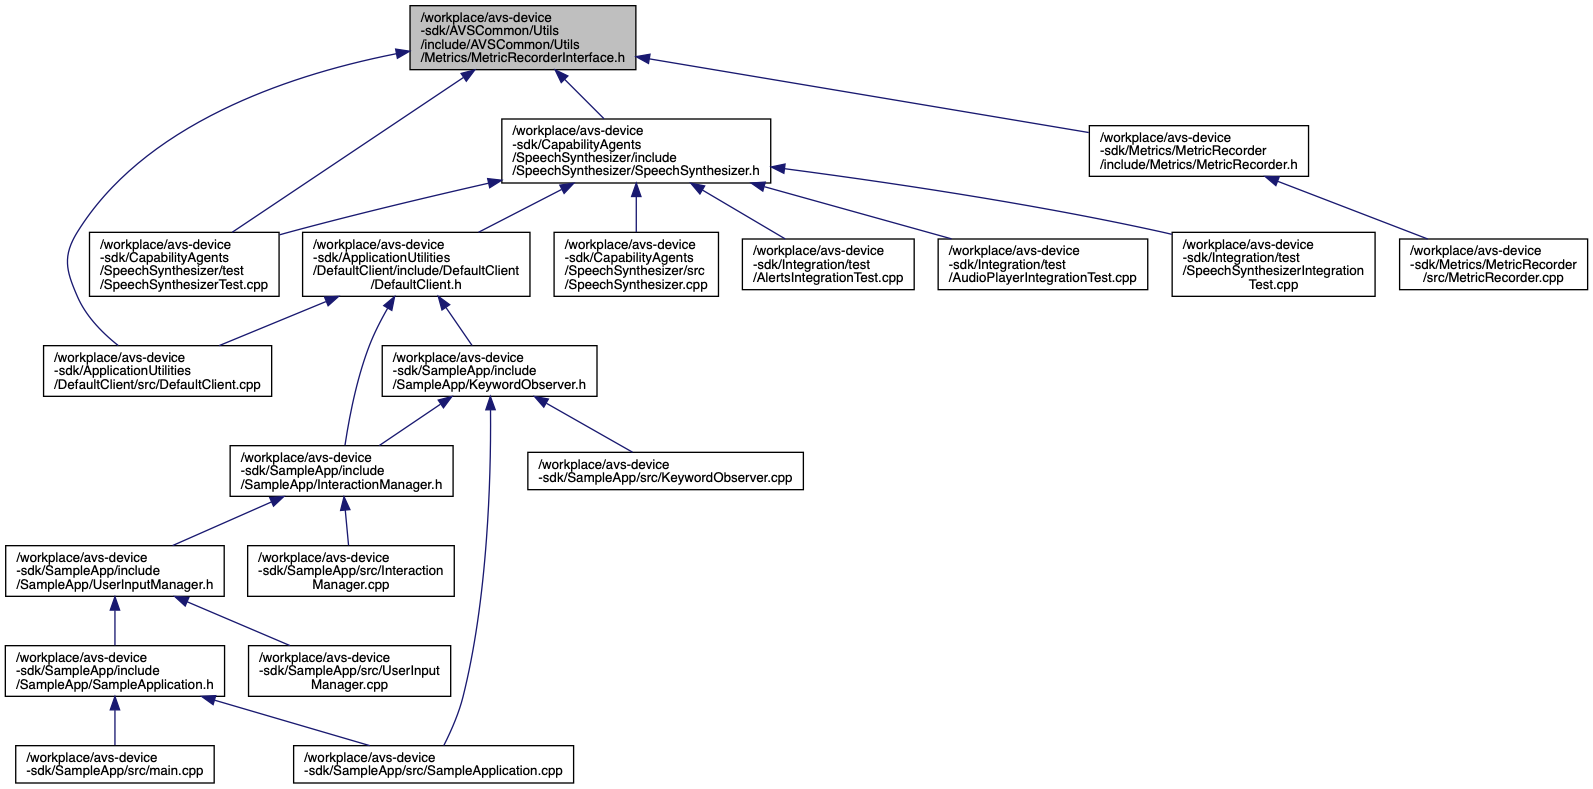 /workplace/avs-device
-sdk/AVSCommon/Utils
/include/AVSCommon/Utils
/Metrics/MetricRecorderInterface.h
/workplace/avs-device
-sdk/CapabilityAgents
/SpeechSynthesizer/include
/SpeechSynthesizer/SpeechSynthesizer.h
/workplace/avs-device
-sdk/Metrics/MetricRecorder
/include/Metrics/MetricRecorder.h
/workplace/avs-device
-sdk/CapabilityAgents
/SpeechSynthesizer/test
/SpeechSynthesizerTest.cpp
/workplace/avs-device
-sdk/ApplicationUtilities
/DefaultClient/include/DefaultClient
/DefaultClient.h
/workplace/avs-device
-sdk/CapabilityAgents
/SpeechSynthesizer/src
/SpeechSynthesizer.cpp
/workplace/avs-device
-sdk/Integration/test
/AlertsIntegrationTest.cpp
/workplace/avs-device
-sdk/Integration/test
/AudioPlayerIntegrationTest.cpp
/workplace/avs-device
-sdk/Integration/test
/SpeechSynthesizerIntegration
Test.cpp
/workplace/avs-device
-sdk/Metrics/MetricRecorder
/src/MetricRecorder.cpp
/workplace/avs-device
-sdk/ApplicationUtilities
/DefaultClient/src/DefaultClient.cpp
/workplace/avs-device
-sdk/SampleApp/include
/SampleApp/KeywordObserver.h
/workplace/avs-device
-sdk/SampleApp/include
/SampleApp/InteractionManager.h
/workplace/avs-device
-sdk/SampleApp/src/KeywordObserver.cpp
/workplace/avs-device
-sdk/SampleApp/include
/SampleApp/UserInputManager.h
/workplace/avs-device
-sdk/SampleApp/src/Interaction
Manager.cpp
/workplace/avs-device
-sdk/SampleApp/include
/SampleApp/SampleApplication.h
/workplace/avs-device
-sdk/SampleApp/src/UserInput
Manager.cpp
/workplace/avs-device
-sdk/SampleApp/src/main.cpp
/workplace/avs-device
-sdk/SampleApp/src/SampleApplication.cpp